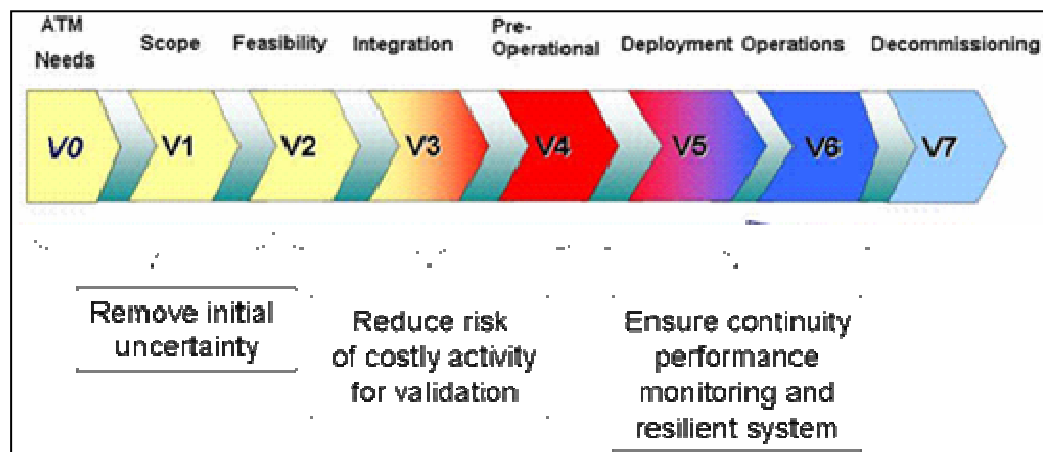 ATM
Needs
Scope
Feasibility
Integration
Pre-
Operational
Deployment
Operations
Decommissioning
V0
V1
V2
V3
V4
V5
V6
V7
Remove initial
uncertainty
Reduce risk
of costly activity
for validation
Ensure continuity
performance
monitoring and
resilient system